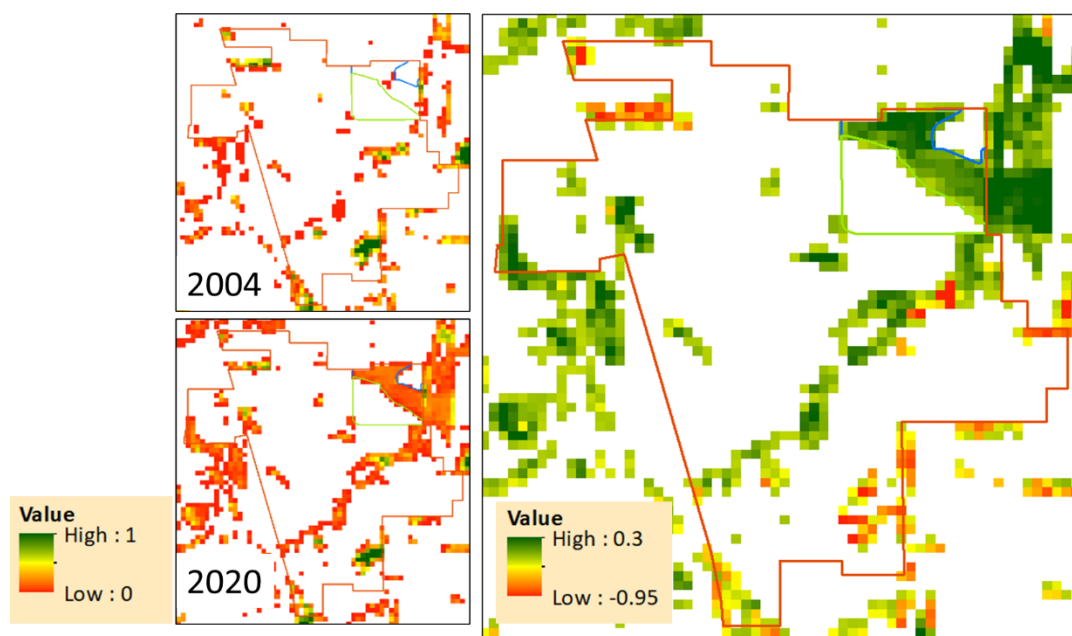 2004
2020
Value
High : 1
Low : 0
Value
High : 0.3
Low : -0.95